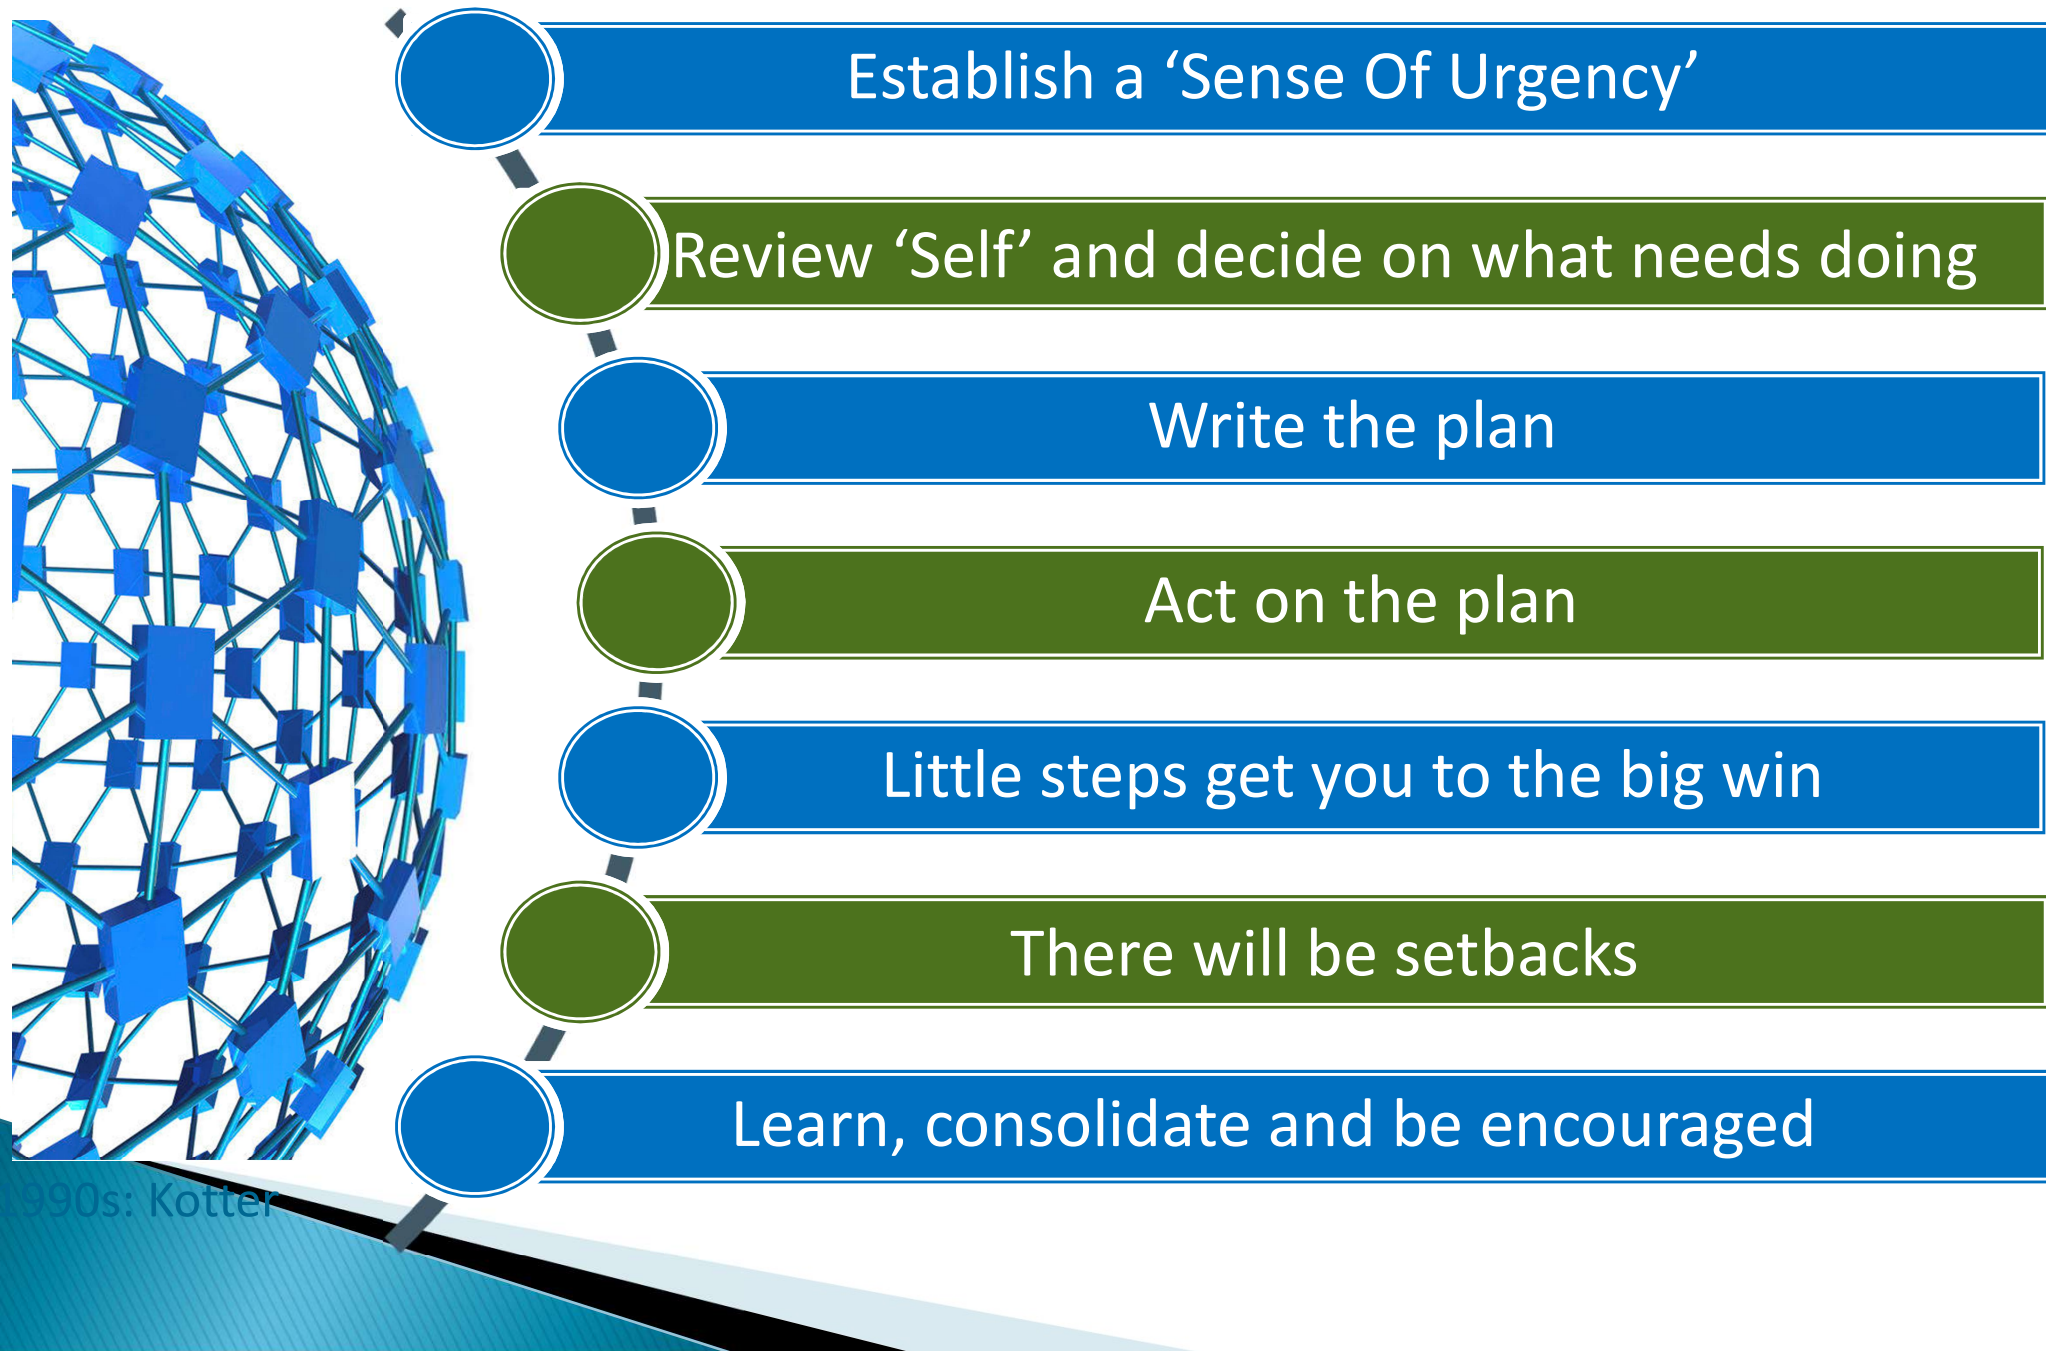 Establish a ‘Sense Of Urgency’
Review ‘Self’ and decide on what needs doing
Write the plan
Act on the plan
Little steps get you to the big win
There will be setbacks
Learn, consolidate and be encouraged
1990s: Kotter